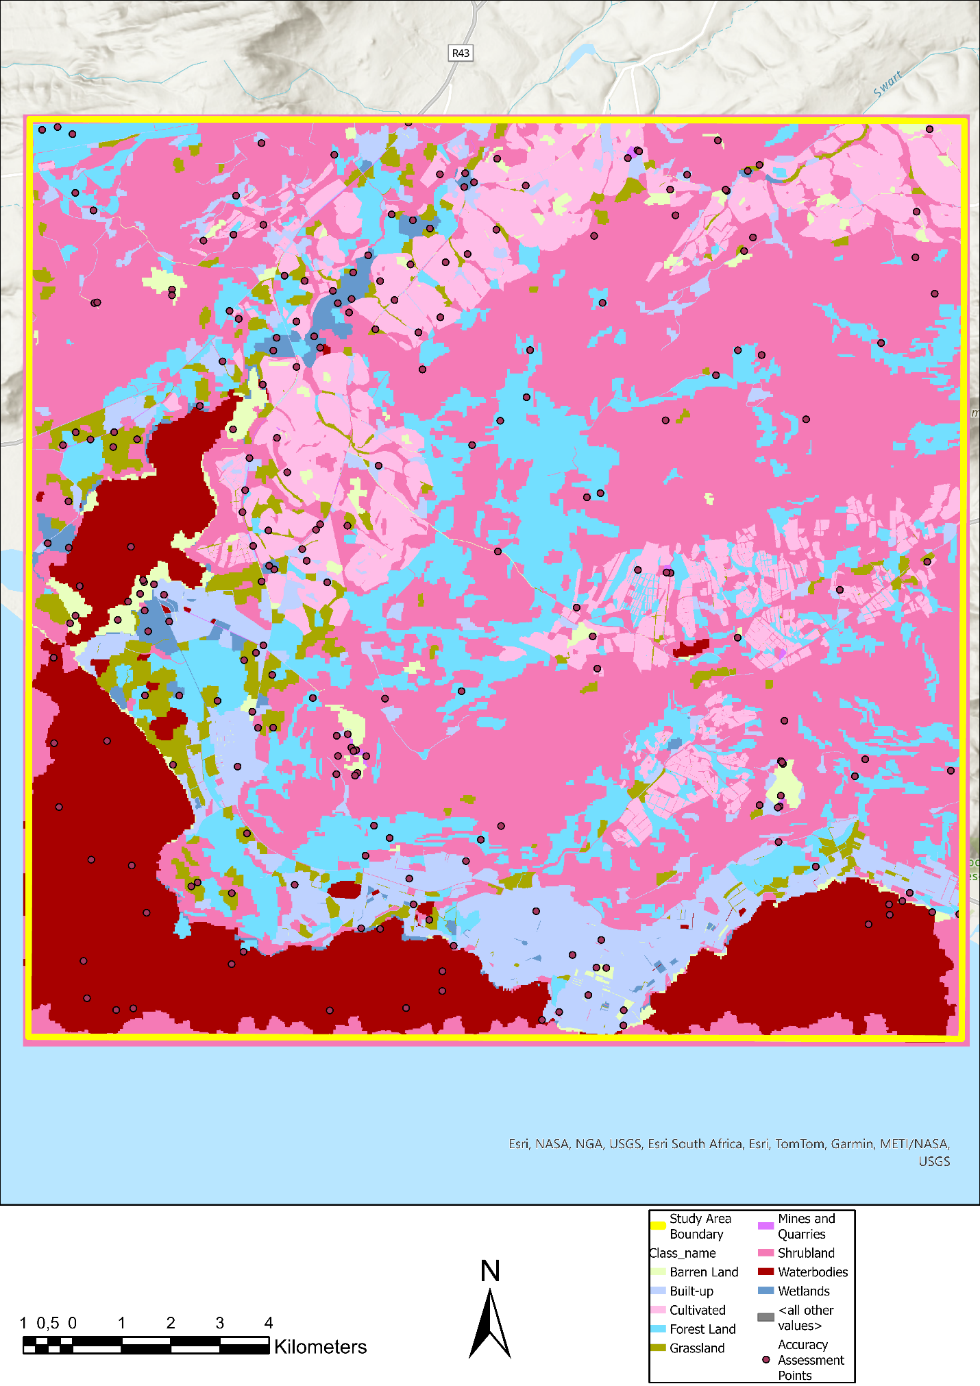 R43
Swart
Esri, NASA, NGA, USGS, Esri South Africa, Esri, TomTom, Garmin, METI/NASA,
USGS
N
1 0,5 0 1 2 3 4
Kilometers
Study Area
Boundary
Class_name
Barren Land
Built-up
Cultivated
Forest Land
Grassland
Mines and
Quarries
Shrubland
Waterbodies
Wetlands
<all other
values>
Accuracy
Assessment
Points